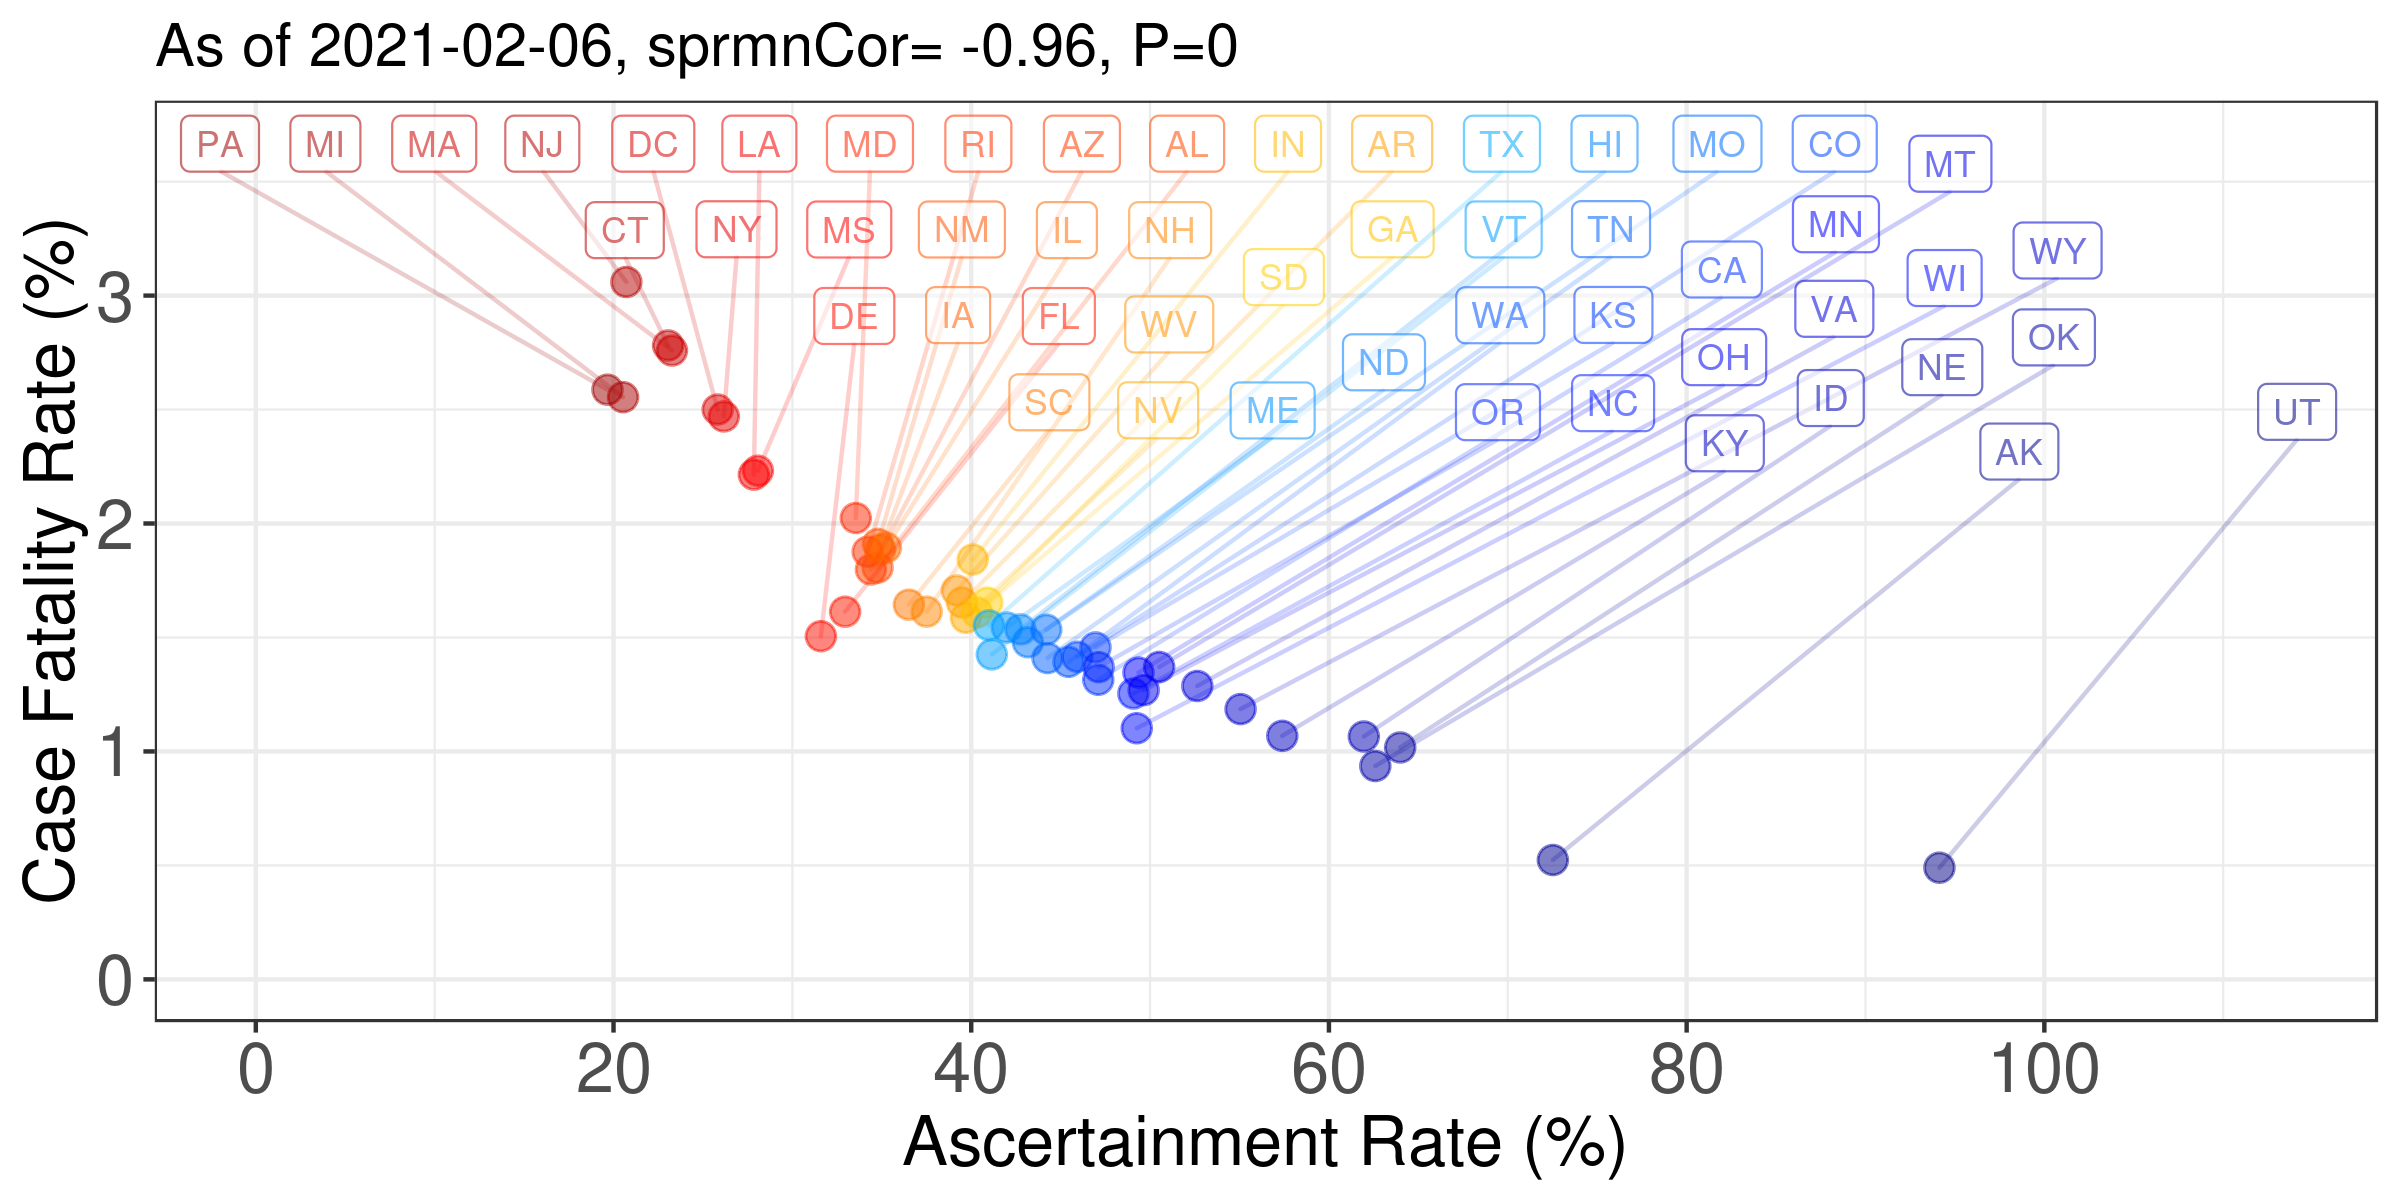 As of 2021-02-06, sprmnCor= -0.96, P=0
PA MI MA NJ DC LA MD RI AZ AL IN AR TX HI MO CO MT
CT NY MS NM IL NH GA VT TN MN WY
SD CA WI
DE IA FL WV WA KS VA OK
ND OH NE
SC NV ME OR NC ID UT
KY AK
Case Fatality Rate (%)
3
2
1
0
0 20 40 60 80 100
Ascertainment Rate (%)